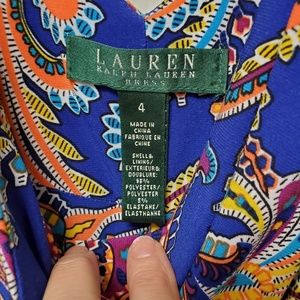 LAUREN
RALPH LAUREN
DRESS
4
MADE IN
CHINA
FABRIQUE EN
CHINE
SHELL&
LINING/
EXTERIEUR&
DOUBLURE:
95%
POLYESTER/
POLYESTER
5%
ELASTANE/
ELASTHANNE